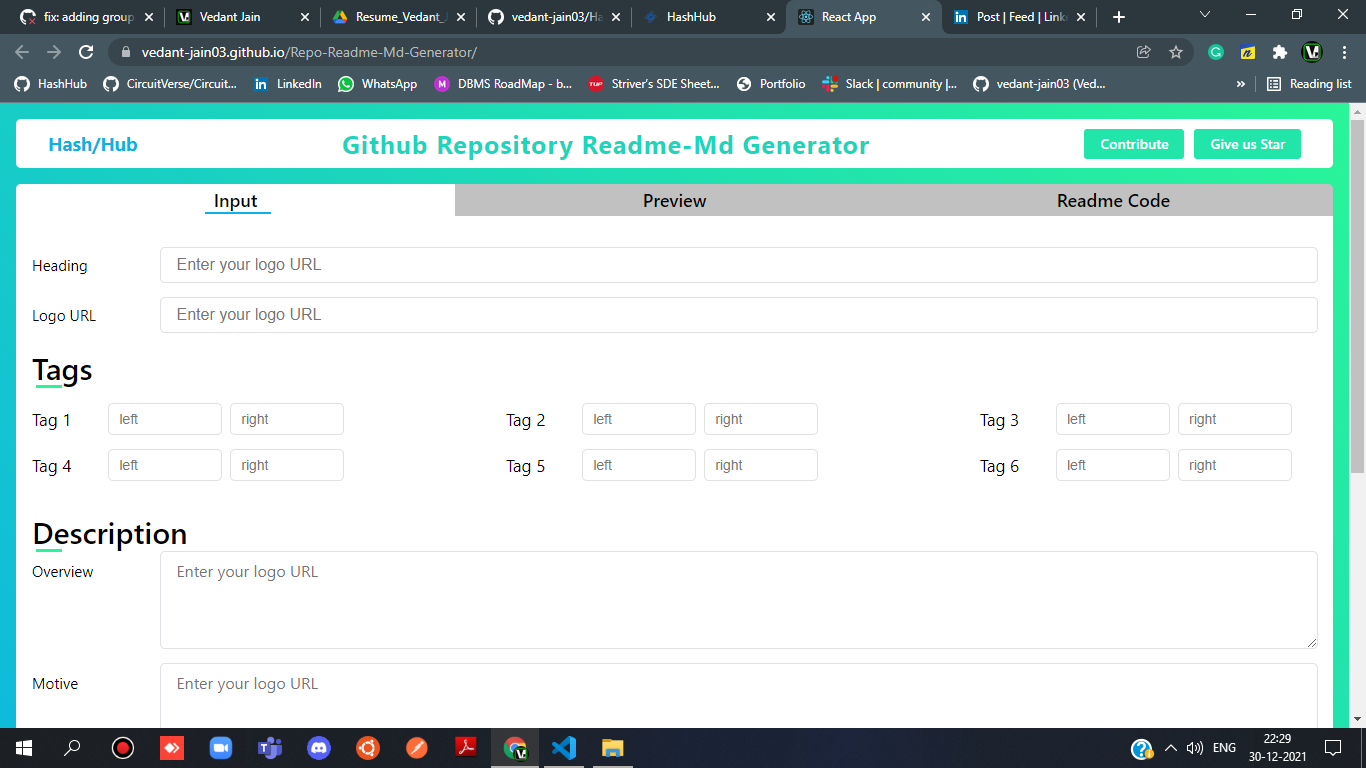 fix: adding group
Vedant Jain
Resume_Vedant_
vedant-jain03/Ha
HashHub
React App
Post | Feed | Link
vedant-jain03.github.io/Repo-Readme-Md-Generator/
HashHub
CircuitVerse/Circuit...
LinkedIn
WhatsApp
DBMS RoadMap - b...
Striver's SDE Sheet...
Portfolio
Slack | community |...
vedant-jain03 (Ved...
»
Reading list
Hash/Hub
Github Repository Readme-Md Generator
Contribute
Give us Star
Input
Preview
Readme Code
Heading
Enter your logo URL
Logo URL
Enter your logo URL
Tags
Tag 1
left
right
Tag 2
left
right
Tag 3
left
right
Tag 4
left
right
Tag 5
left
right
Tag 6
left
right
Description
Overview
Enter your logo URL
Motive
Enter your logo URL
ENG
22:29
30-12-2021